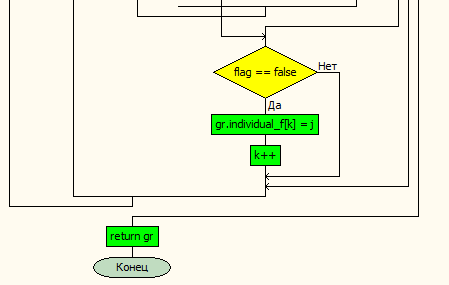 flag == false
Нет
Да
gr.individual_f[k] = j
k++
return gr
Конец